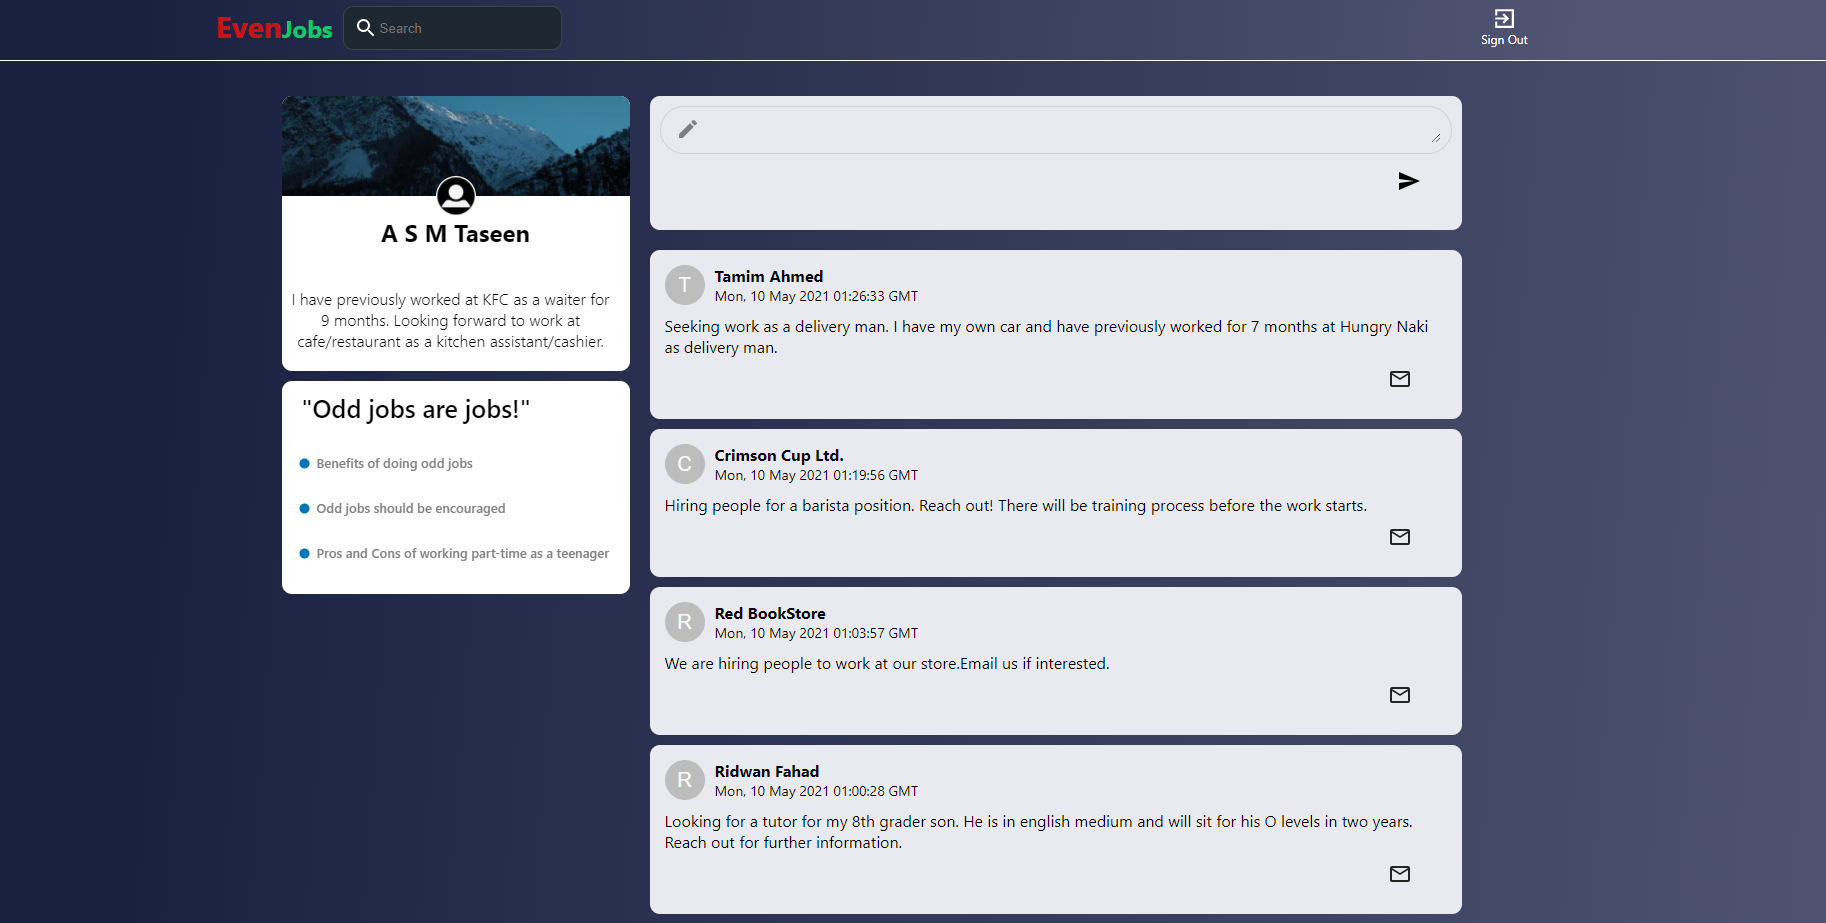 EvenJobs
Search
Sign Out
A S M Taseen
I have previously worked at KFC as a waiter for
9 months. Looking forward to work at
cafe/restaurant as a kitchen assistant/cashier.
"Odd jobs are jobs!"
Benefits of doing odd jobs
Odd jobs should be encouraged
Pros and Cons of working part-time as a teenager
T
Tamim Ahmed
Mon, 10 May 2021 01:26:33 GMT
Seeking work as a delivery man. I have my own car and have previously worked for 7 months at Hungry Naki
as delivery man.
C
Crimson Cup Ltd.
Mon, 10 May 2021 01:19:56 GMT
Hiring people for a barista position. Reach out! There will be training process before the work starts.
R
Red BookStore
Mon, 10 May 2021 01:03:57 GMT
We are hiring people to work at our store.Email us if interested.
R
Ridwan Fahad
Mon, 10 May 2021 01:00:28 GMT
Looking for a tutor for my 8th grader son. He is in english medium and will sit for his O levels in two years.
Reach out for further information.